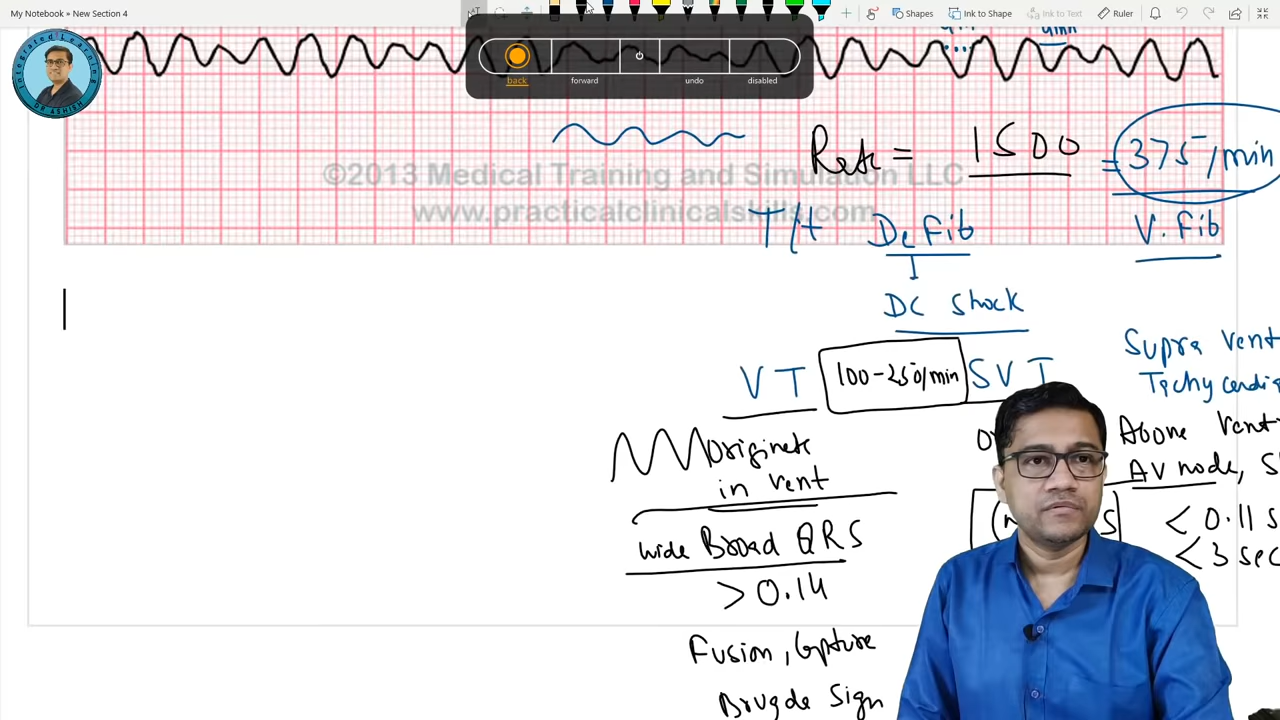 My Notebook » New Section 4
Shapes
Ink to Shape
Ink to Text
Ruler
Integrated Learning
back
forward
undo
disabled
Rate = 1500 = 375/min
©2013 Medical Training and Simulation LLC
www.practicalclinicalskills.com
T/t DeFib V. Fib
DC shock
VT 100-250/min SVT
Supra Vent
Tachycardia
originate
in vent
Above Vent
AV node, S
wide Broad QRS
< 0.11 s
< 3 sec
> 0.14
Fusion, Capture
Brugde Sign